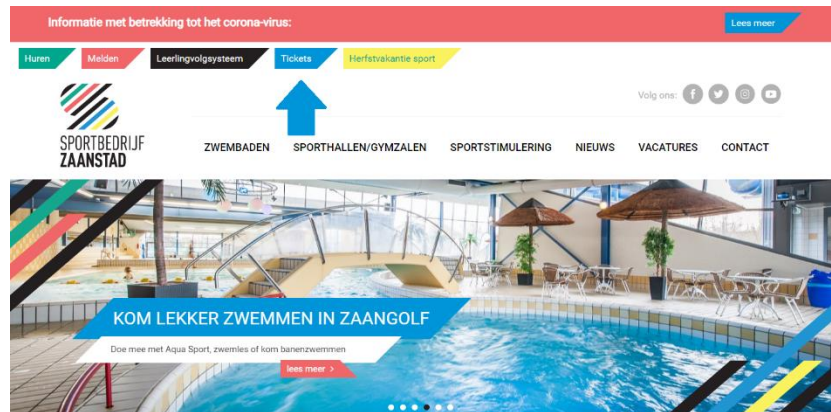 Informatie met betrekking tot het corona-virus:
Lees meer
Huren
Melden
Leerlingvolgsysteem
Tickets
Herfstvakantie sport
Volg ons:
SPORTBEDRIJF
ZAANSTAD
ZWEMBADEN
SPORTHALLEN/GYMZALEN
SPORTSTIMULERING
NIEUWS
VACATURES
CONTACT
KOM LEKKER ZWEMMEN IN ZAANGOLF
Doe mee met Aqua Sport, zwemles of kom banenzwemmen
lees meer >